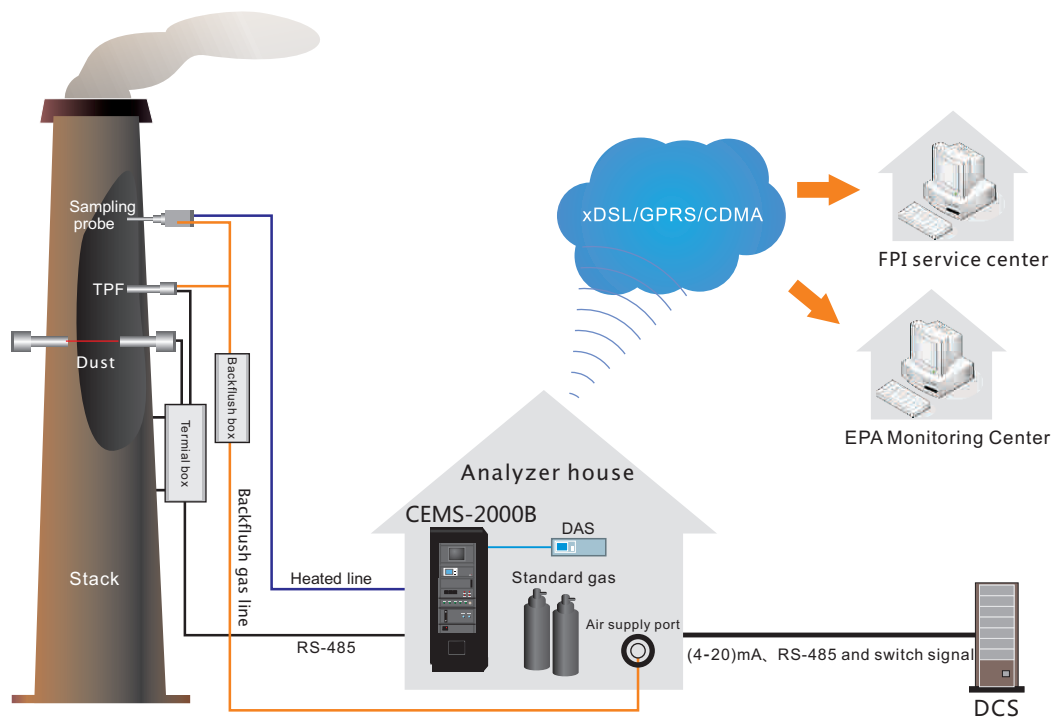 Sampling
probe
TPF
Dust
Termial box
Backflush box
Backflush gas line
Stack
Heated line
RS-485
xDSL/GPRS/CDMA
FPI service center
EPA Monitoring Center
Analyzer house
CEMS-2000B
DAS
Standard gas
Air supply port
(4-20)mA、RS-485 and switch signal
DCS